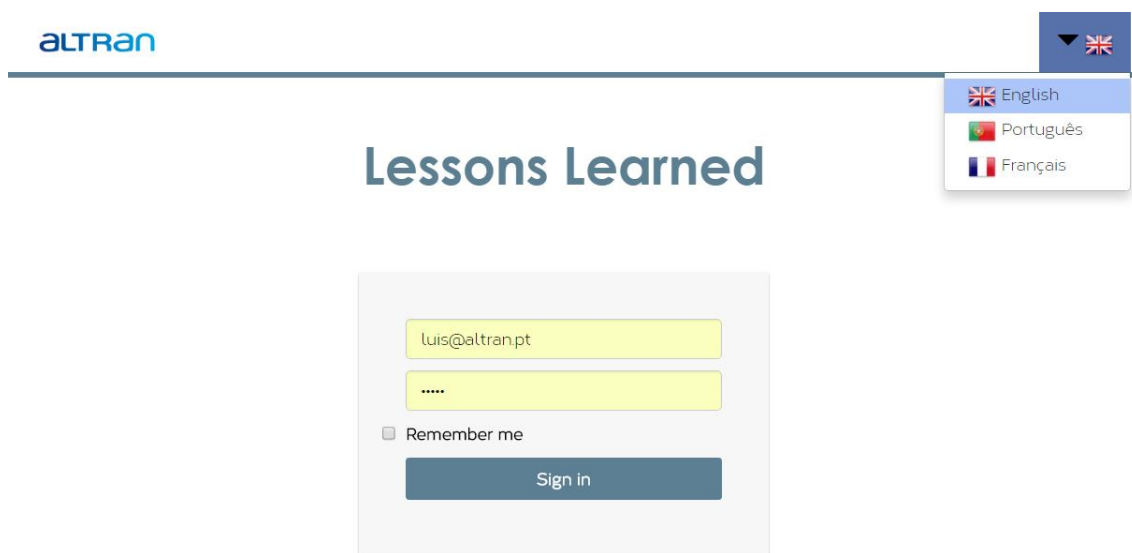 altran
English
Português
Français
Lessons Learned
luis@altran.pt
•••••
Remember me
Sign in